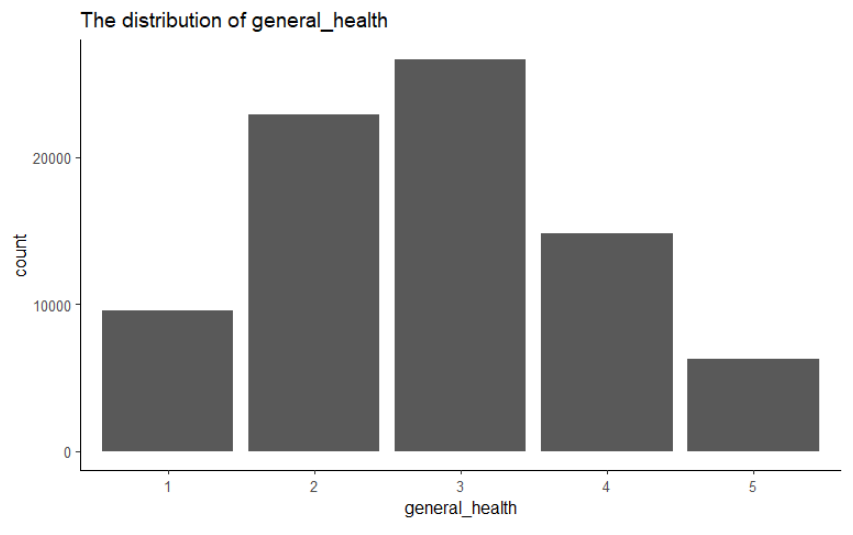 The distribution of general_health
count
20000
10000
0
1 2 3 4 5
general_health